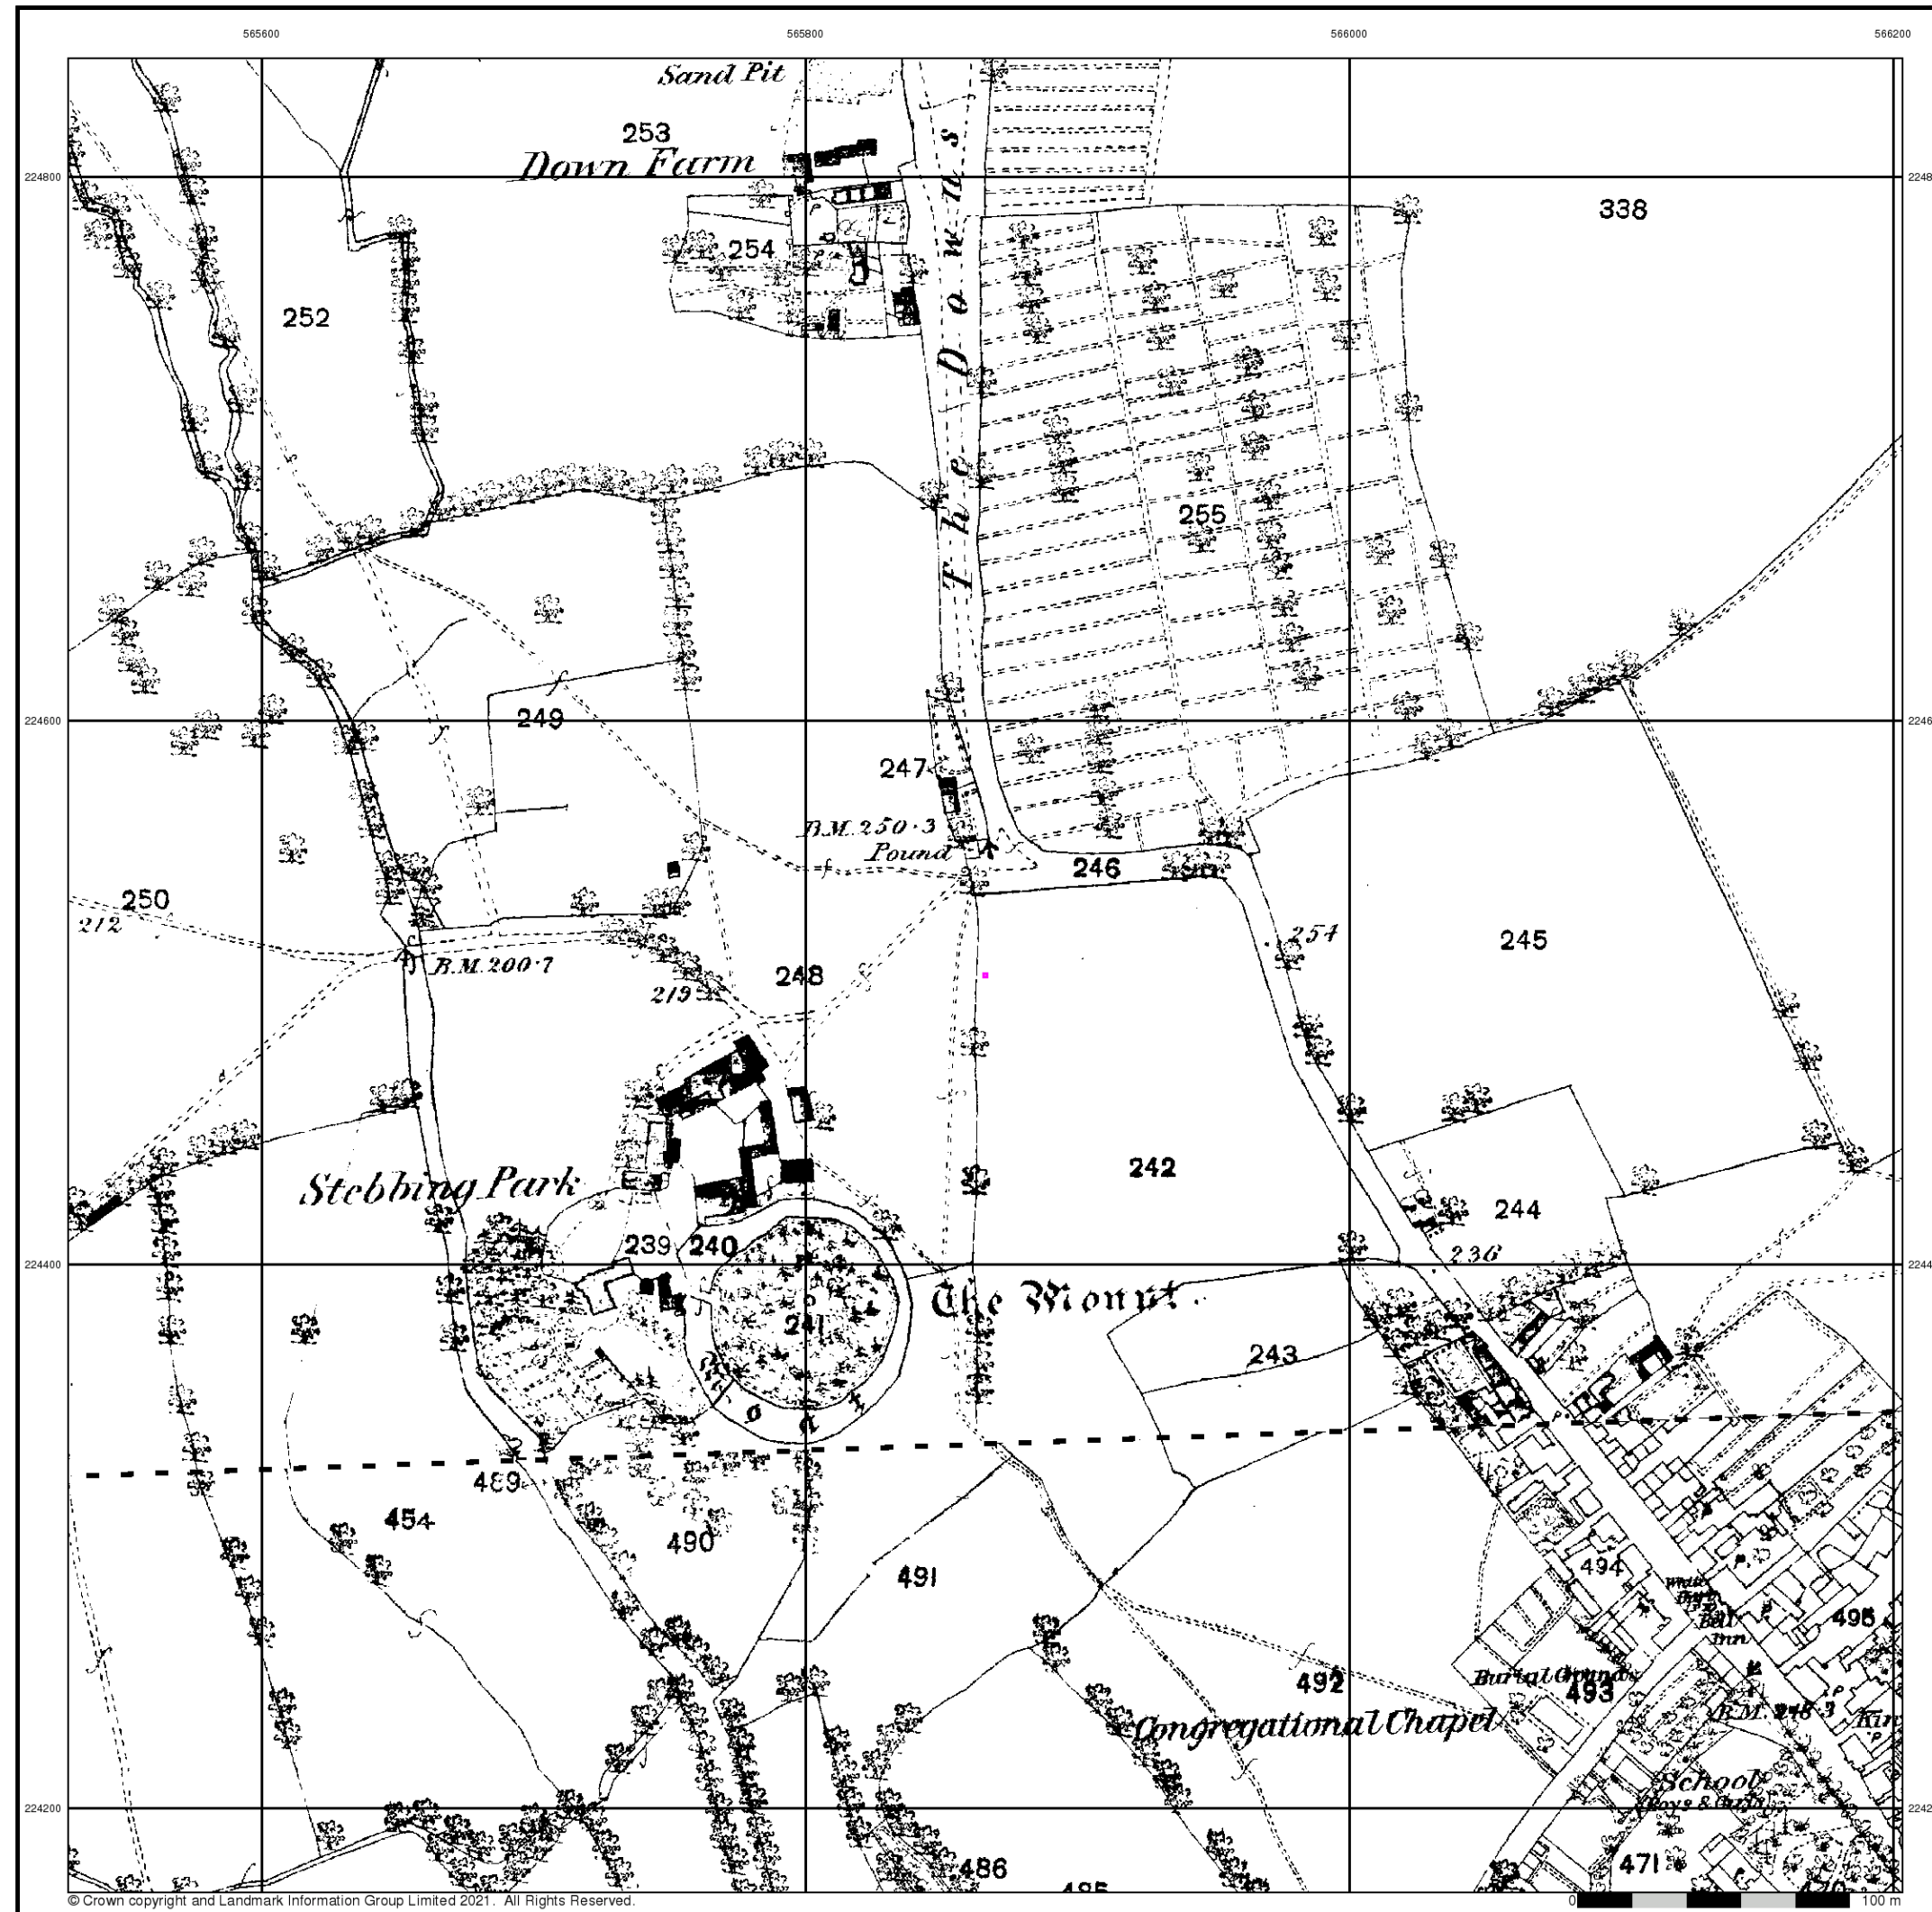 565600 565800 566000 566200
Sand Pit
253
Down Farm
224800
338
254
252
The Downs
255
224600
249
247
B.M. 250·3
Pound
246
250
212
254
245
B.M. 200·7
248
219
242
Stebbing Park
244
239 240
236
224400
The Mount
241
243
Moat
489
454
490
491
494
White
Hart
P.H.
Bell
Inn
495
Burial Ground
492
493
Congregational Chapel
B.M. 248·3
P
School
(Boys & Girls)
224200
486
471
© Crown copyright and Landmark Information Group Limited 2021. All Rights Reserved.
0 100 m